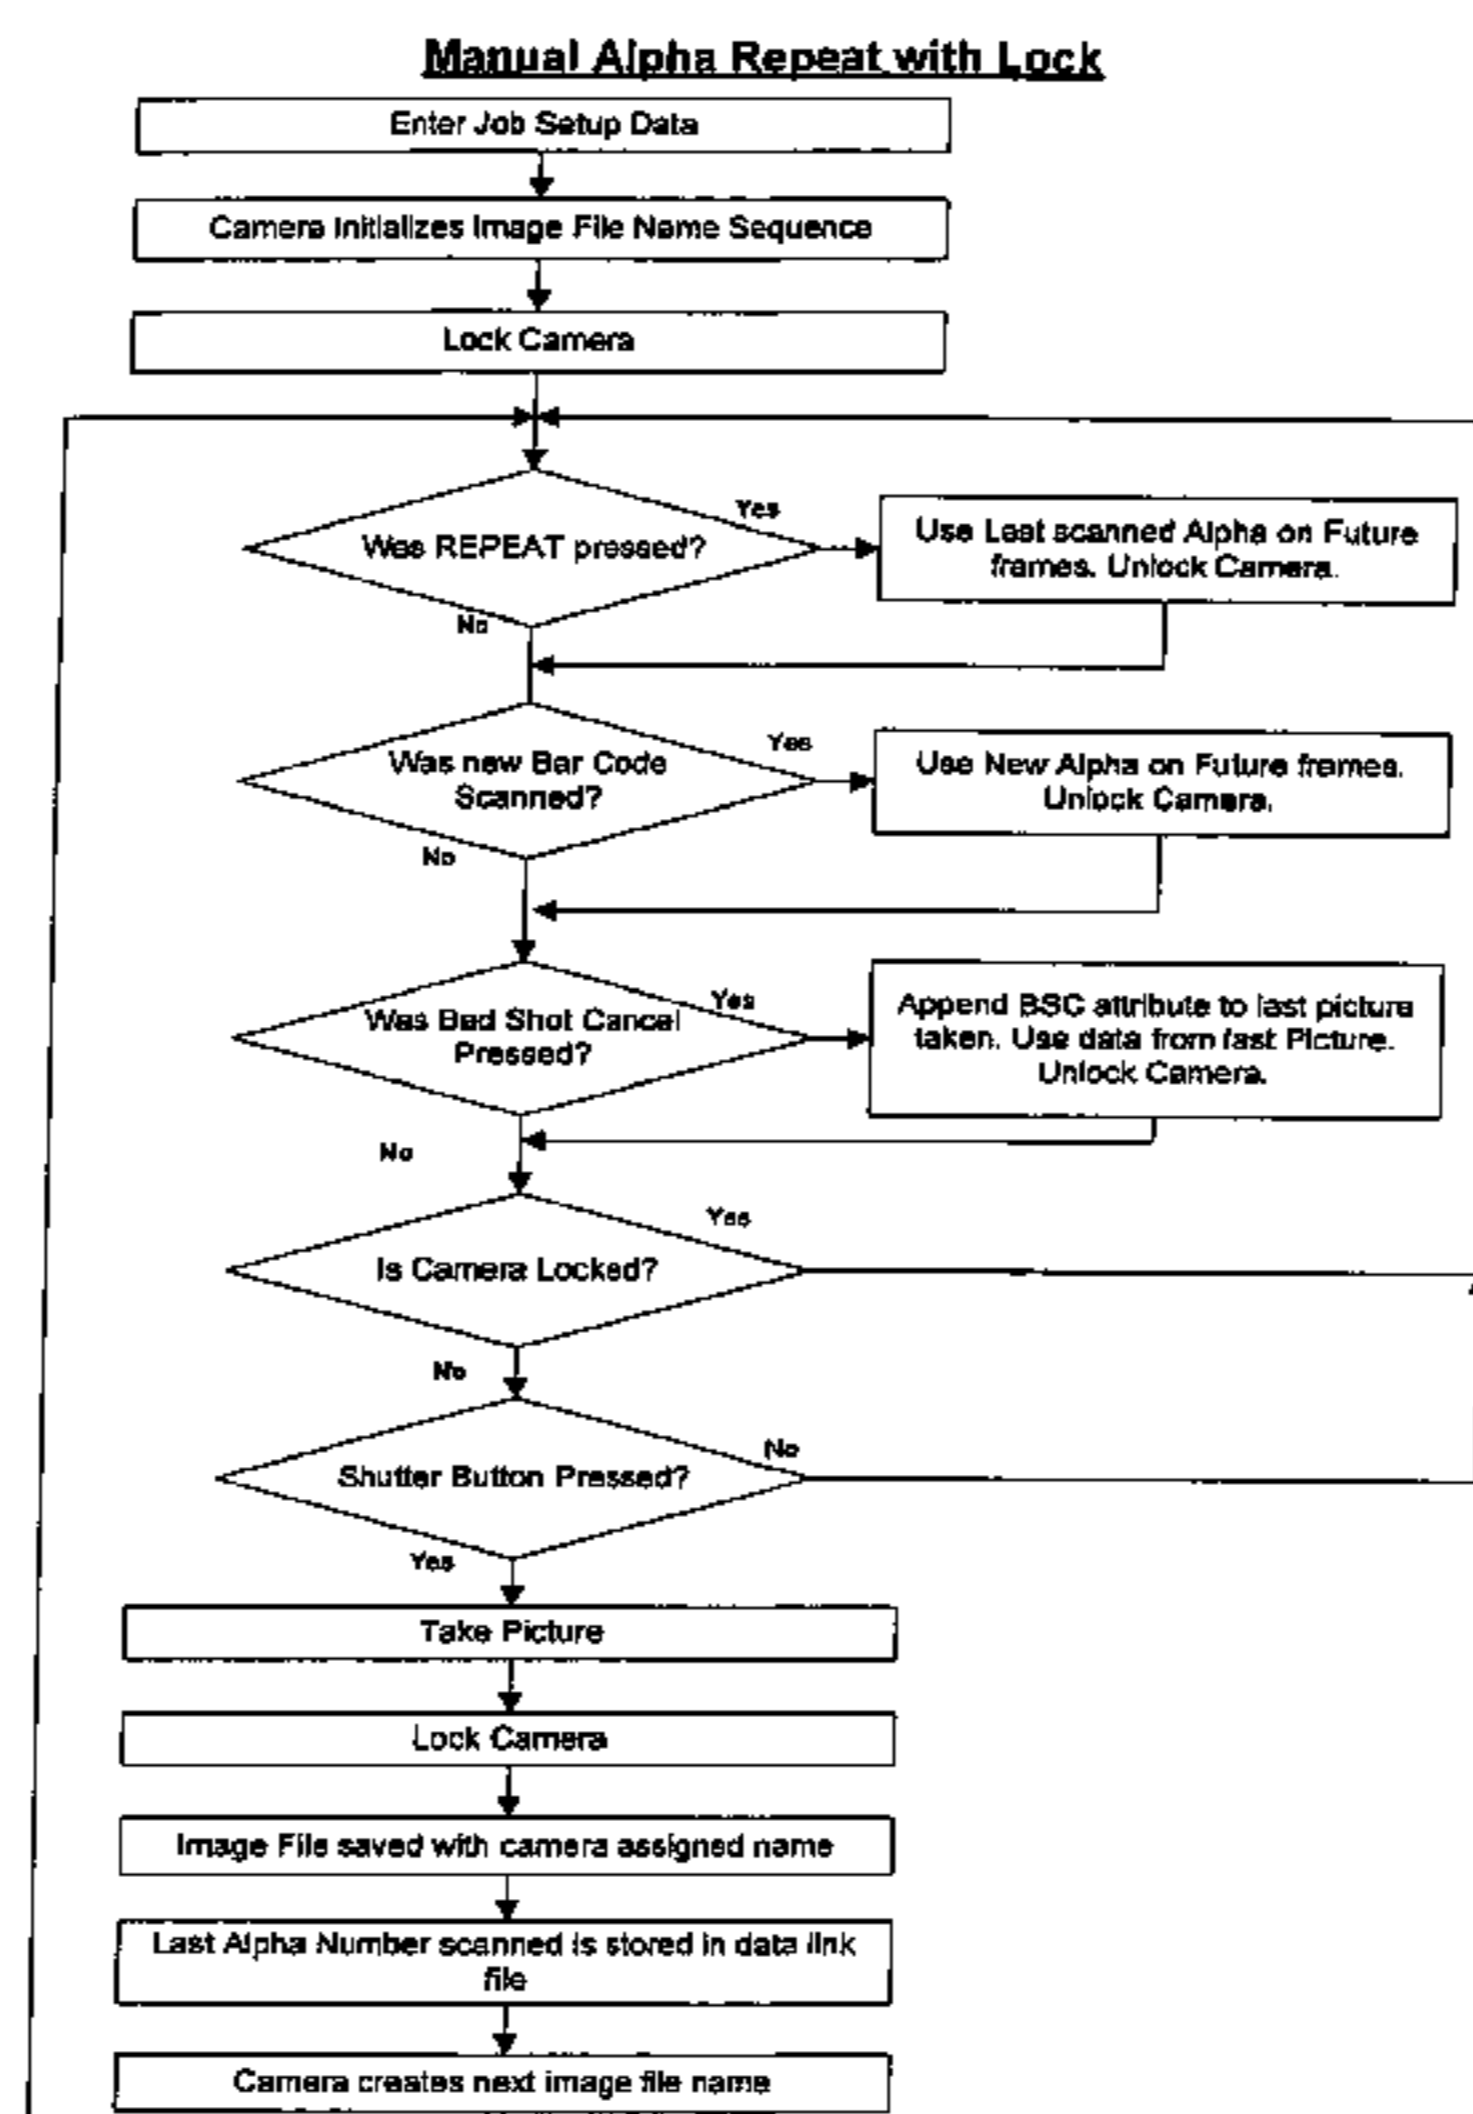 Manual Alpha Repeat with Lock
Enter Job Setup Data
Camera Initializes Image File Name Sequence
Lock Camera
Was REPEAT pressed?
Yes
Use Last scanned Alpha on Future
frames. Unlock Camera.
No
Was new Bar Code
Scanned?
Yes
Use New Alpha on Future frames.
Unlock Camera.
No
Was Bad Shot Cancel
Pressed?
Yes
Append BSC attribute to last picture
taken. Use data from last Picture.
Unlock Camera.
No
Is Camera Locked?
Yes
No
Shutter Button Pressed?
No
Yes
Take Picture
Lock Camera
Image File saved with camera assigned name
Last Alpha Number scanned is stored in data link
file
Camera creates next image file name